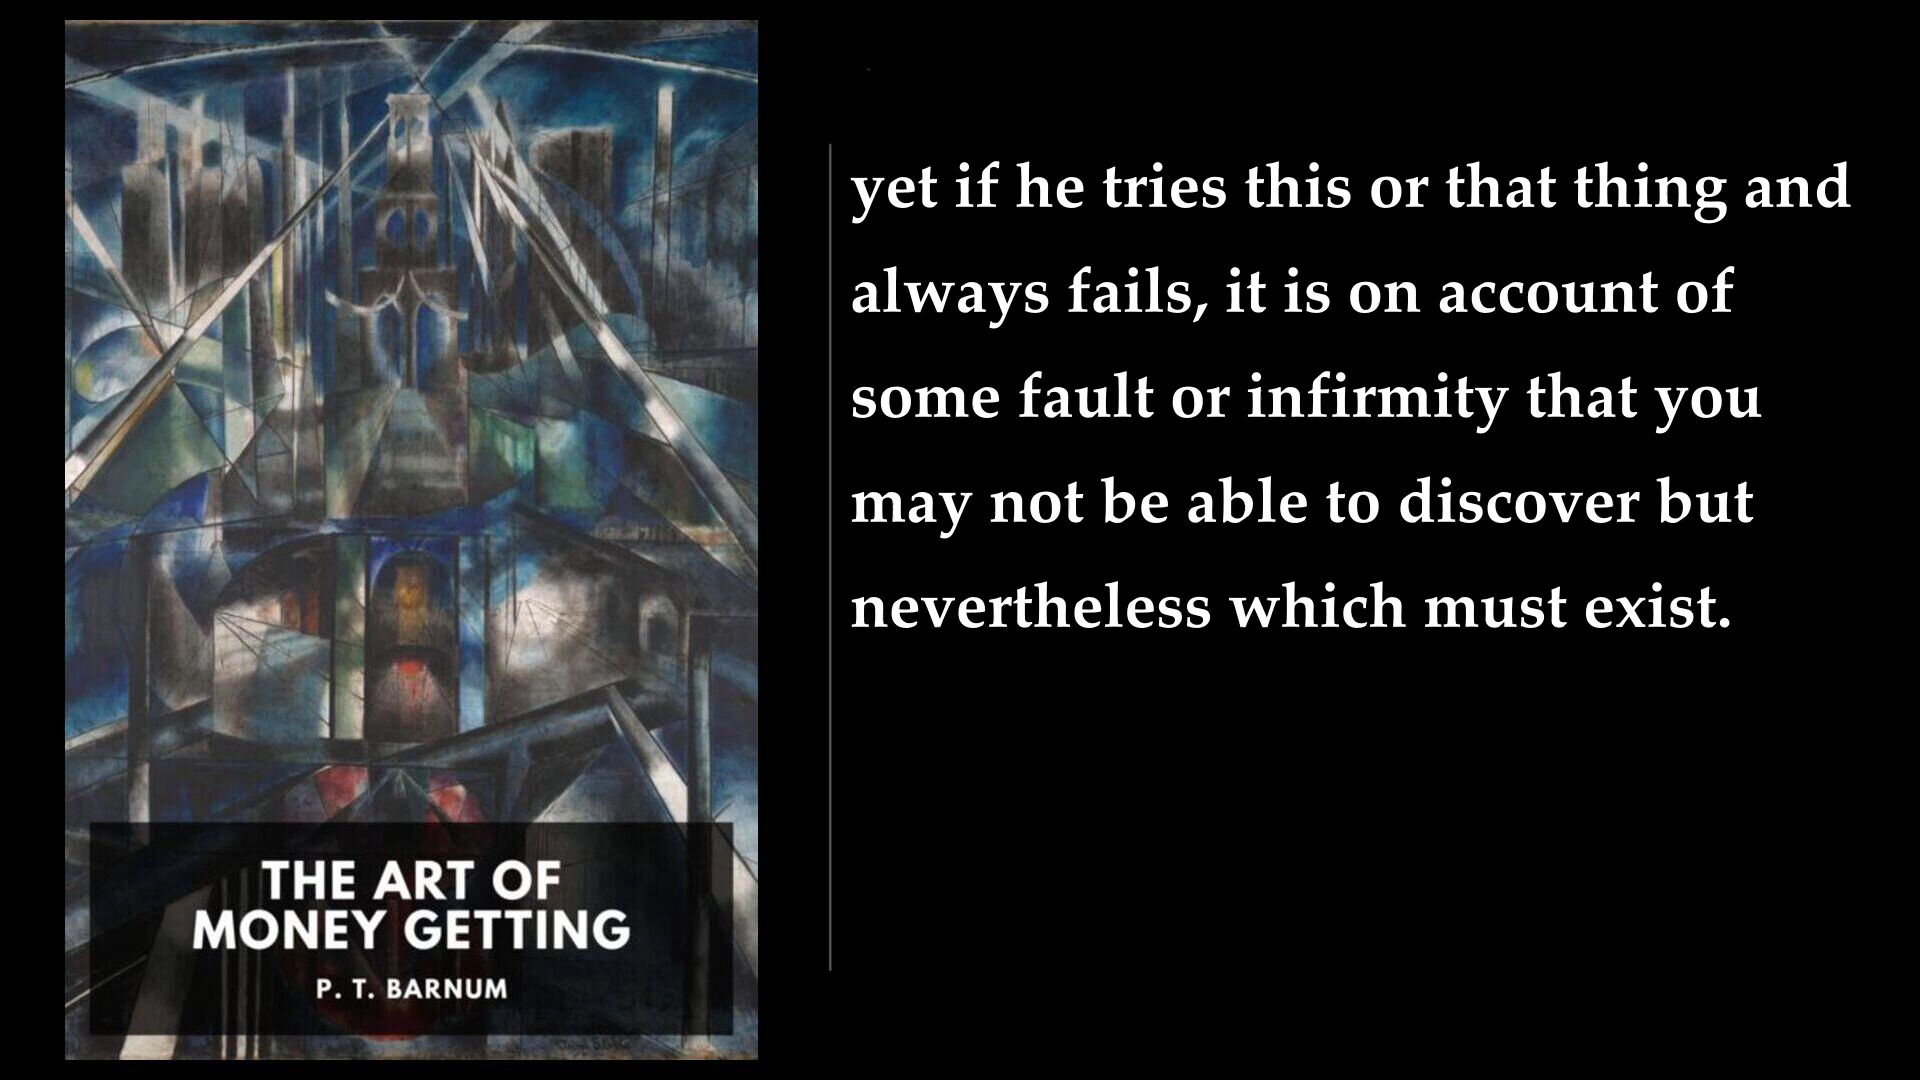 THE ART OF
MONEY GETTING
P. T. BARNUM
yet if he tries this or that thing and
always fails, it is on account of
some fault or infirmity that you
may not be able to discover but
nevertheless which must exist.